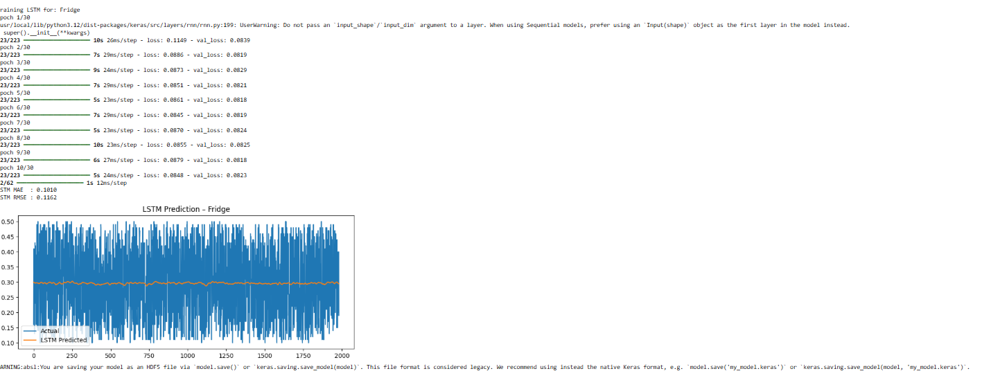 raining LSTM for: Fridge
poch 1/30
usr/local/lib/python3.12/dist-packages/keras/src/layers/rnn/rnn.py:199: UserWarning: Do not pass an `input_shape`/`input_dim` argument to a layer. When using Sequential models, prefer using an `Input(shape)` object as the first layer in the model instead.
super().__init__(**kwargs)
23/223 10s 26ms/step - loss: 0.1149 - val_loss: 0.0839
poch 2/30
23/223 7s 29ms/step - loss: 0.0886 - val_loss: 0.0819
poch 3/30
23/223 9s 24ms/step - loss: 0.0873 - val_loss: 0.0829
poch 4/30
23/223 7s 29ms/step - loss: 0.0851 - val_loss: 0.0821
poch 5/30
23/223 5s 23ms/step - loss: 0.0861 - val_loss: 0.0818
poch 6/30
23/223 7s 29ms/step - loss: 0.0845 - val_loss: 0.0819
poch 7/30
23/223 5s 23ms/step - loss: 0.0870 - val_loss: 0.0824
poch 8/30
23/223 10s 23ms/step - loss: 0.0855 - val_loss: 0.0825
poch 9/30
23/223 6s 27ms/step - loss: 0.0879 - val_loss: 0.0818
poch 10/30
23/223 5s 24ms/step - loss: 0.0848 - val_loss: 0.0823
2/62 1s 12ms/step
STM MAE  : 0.1010
STM RMSE : 0.1162
LSTM Prediction – Fridge
0.50
0.45
0.40
0.35
0.30
0.25
0.20
0.15
0.10
Actual
LSTM Predicted
0 250 500 750 1000 1250 1500 1750 2000
ARNING:absl:You are saving your model as an HDF5 file via `model.save()` or `keras.saving.save_model(model)`. This file format is considered legacy. We recommend using instead the native Keras format, e.g. `model.save('my_model.keras')` or `keras.saving.save_model(model, 'my_model.keras')`.